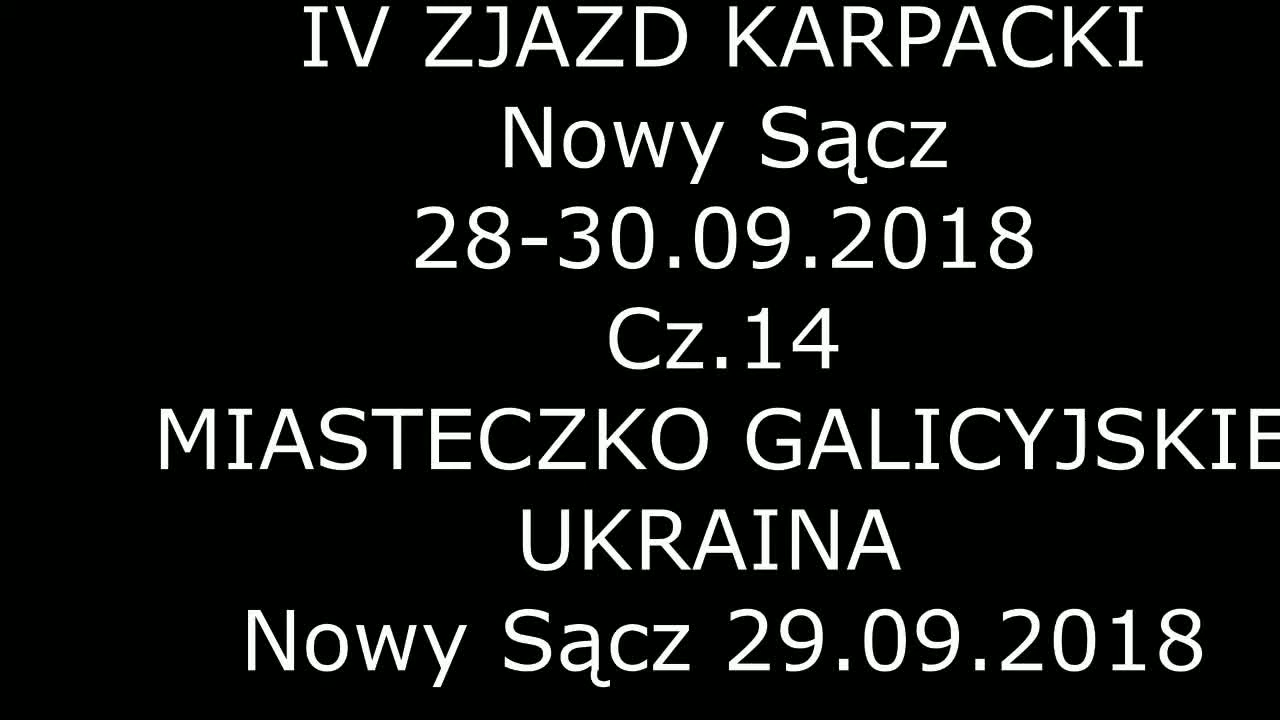 IV ZJAZD KARPACKI
Nowy Sącz
28-30.09.2018
Cz.14
MIASTECZKO GALICYJSKIE
UKRAINA
Nowy Sącz 29.09.2018